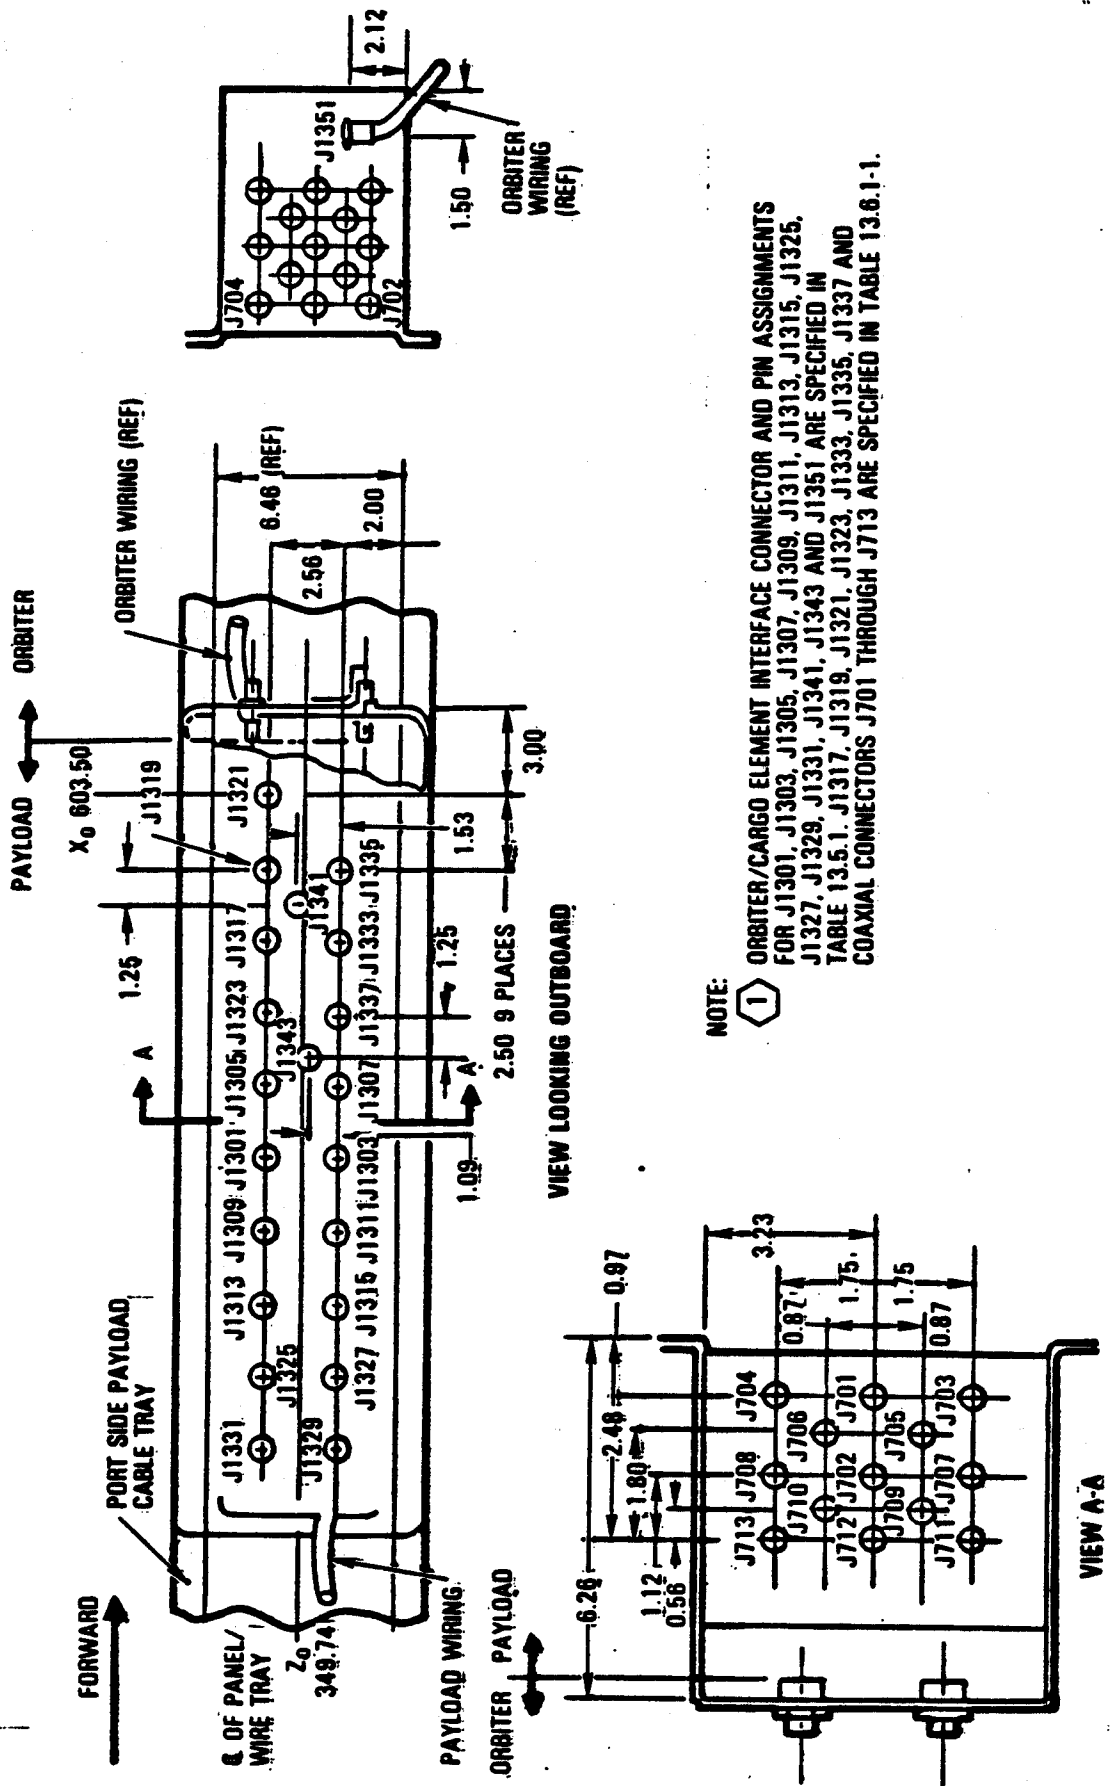 FORWARD
PORT SIDE PAYLOAD
CABLE TRAY
PAYLOAD
ORBITER
X₀ 603.50
ORBITER WIRING (REF)
J1319
1.25
A
J1331
J1325
J1313
J1309
J1301
J1305
J1323
J1317
J1321
J1343
J1341
J1329
J1327
J1315
J1311
J1303
J1307
J1337
J1333
J1335
℄ OF PANEL/
WIRE TRAY
Z₀
349.74
PAYLOAD WIRING
1.09
A
1.25
1.53
2.50 9 PLACES
3.00
2.56
6.46 (REF)
2.00
VIEW LOOKING OUTBOARD
J704
J702
J1351
2.12
1.50
ORBITER
WIRING
(REF)
ORBITER
PAYLOAD
6.26
0.97
2.48
1.80
1.12
0.56
3.23
0.87
1.75
1.75
0.87
J713
J708
J704
J710
J706
J712
J702
J701
J709
J705
J711
J707
J703
VIEW A-A
NOTE:
1
ORBITER/CARGO ELEMENT INTERFACE CONNECTOR AND PIN ASSIGNMENTS
FOR J1301, J1303, J1305, J1307, J1309, J1311, J1313, J1315, J1325,
J1327, J1329, J1331, J1341, J1343 AND J1351 ARE SPECIFIED IN
TABLE 13.5.1. J1317, J1319, J1321, J1323, J1333, J1335, J1337 AND
COAXIAL CONNECTORS J701 THROUGH J713 ARE SPECIFIED IN TABLE 13.6.1-1.